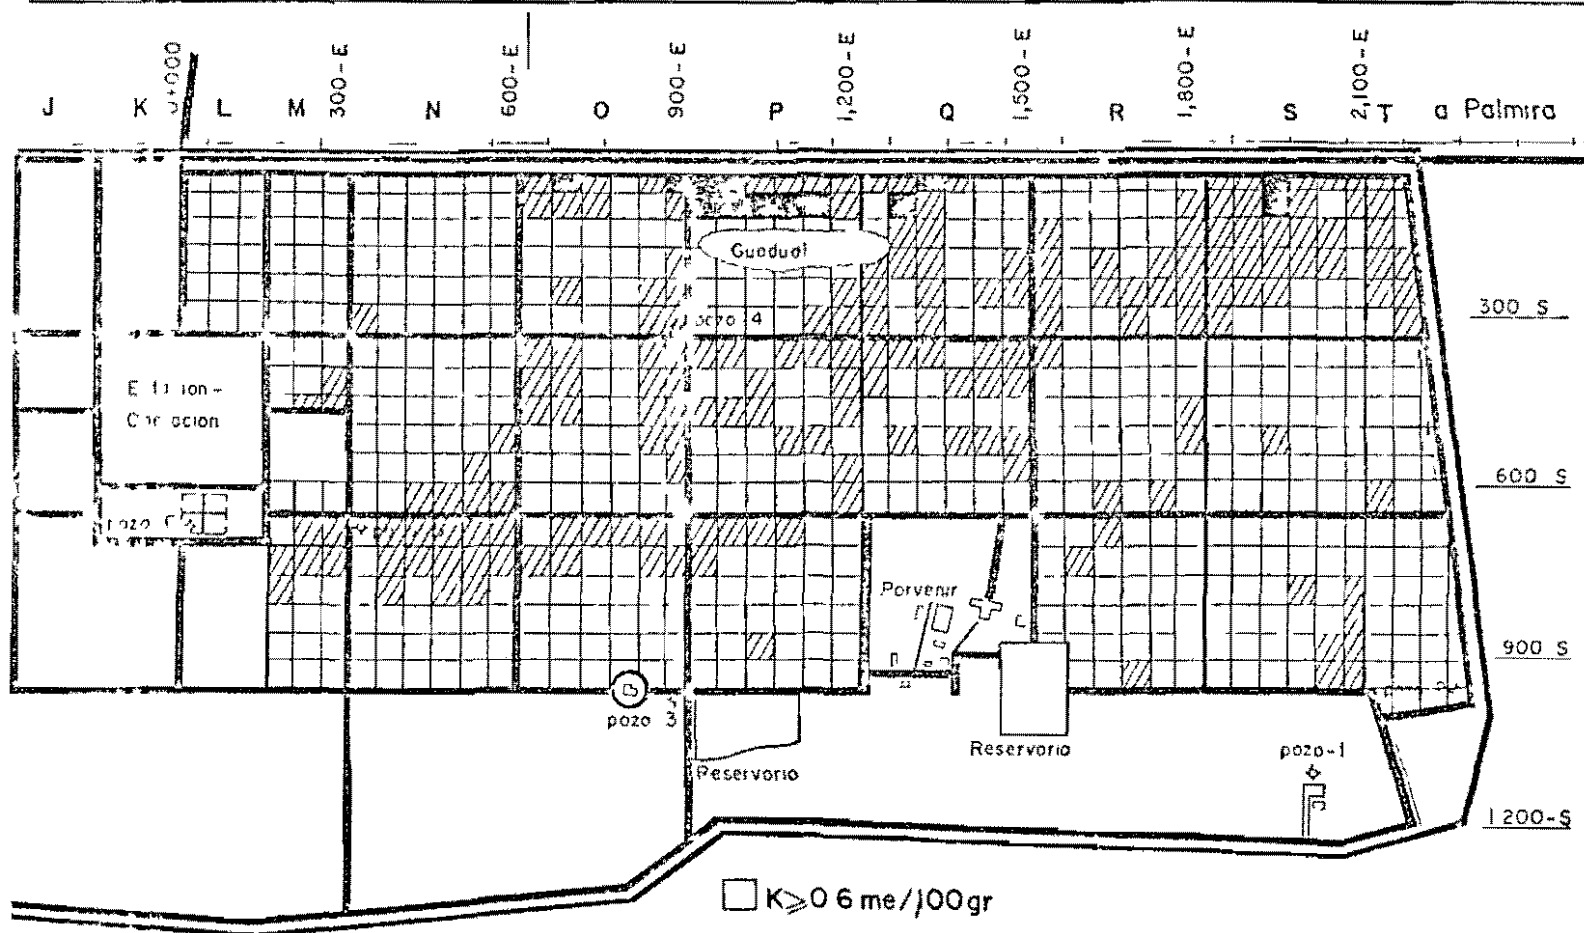 J K 0+000 L M 300-E N 600-E O 900-E P 1,200-E Q 1,500-E R 1,800-E S 2,100-E T a Palmira
Guadual
pozo 4
300 S
600 S
pozo
Porvenir
900 S
pozo 3
Reservorio
Reservorio
pozo-1
1200-S
K≥0 6 me/100gr